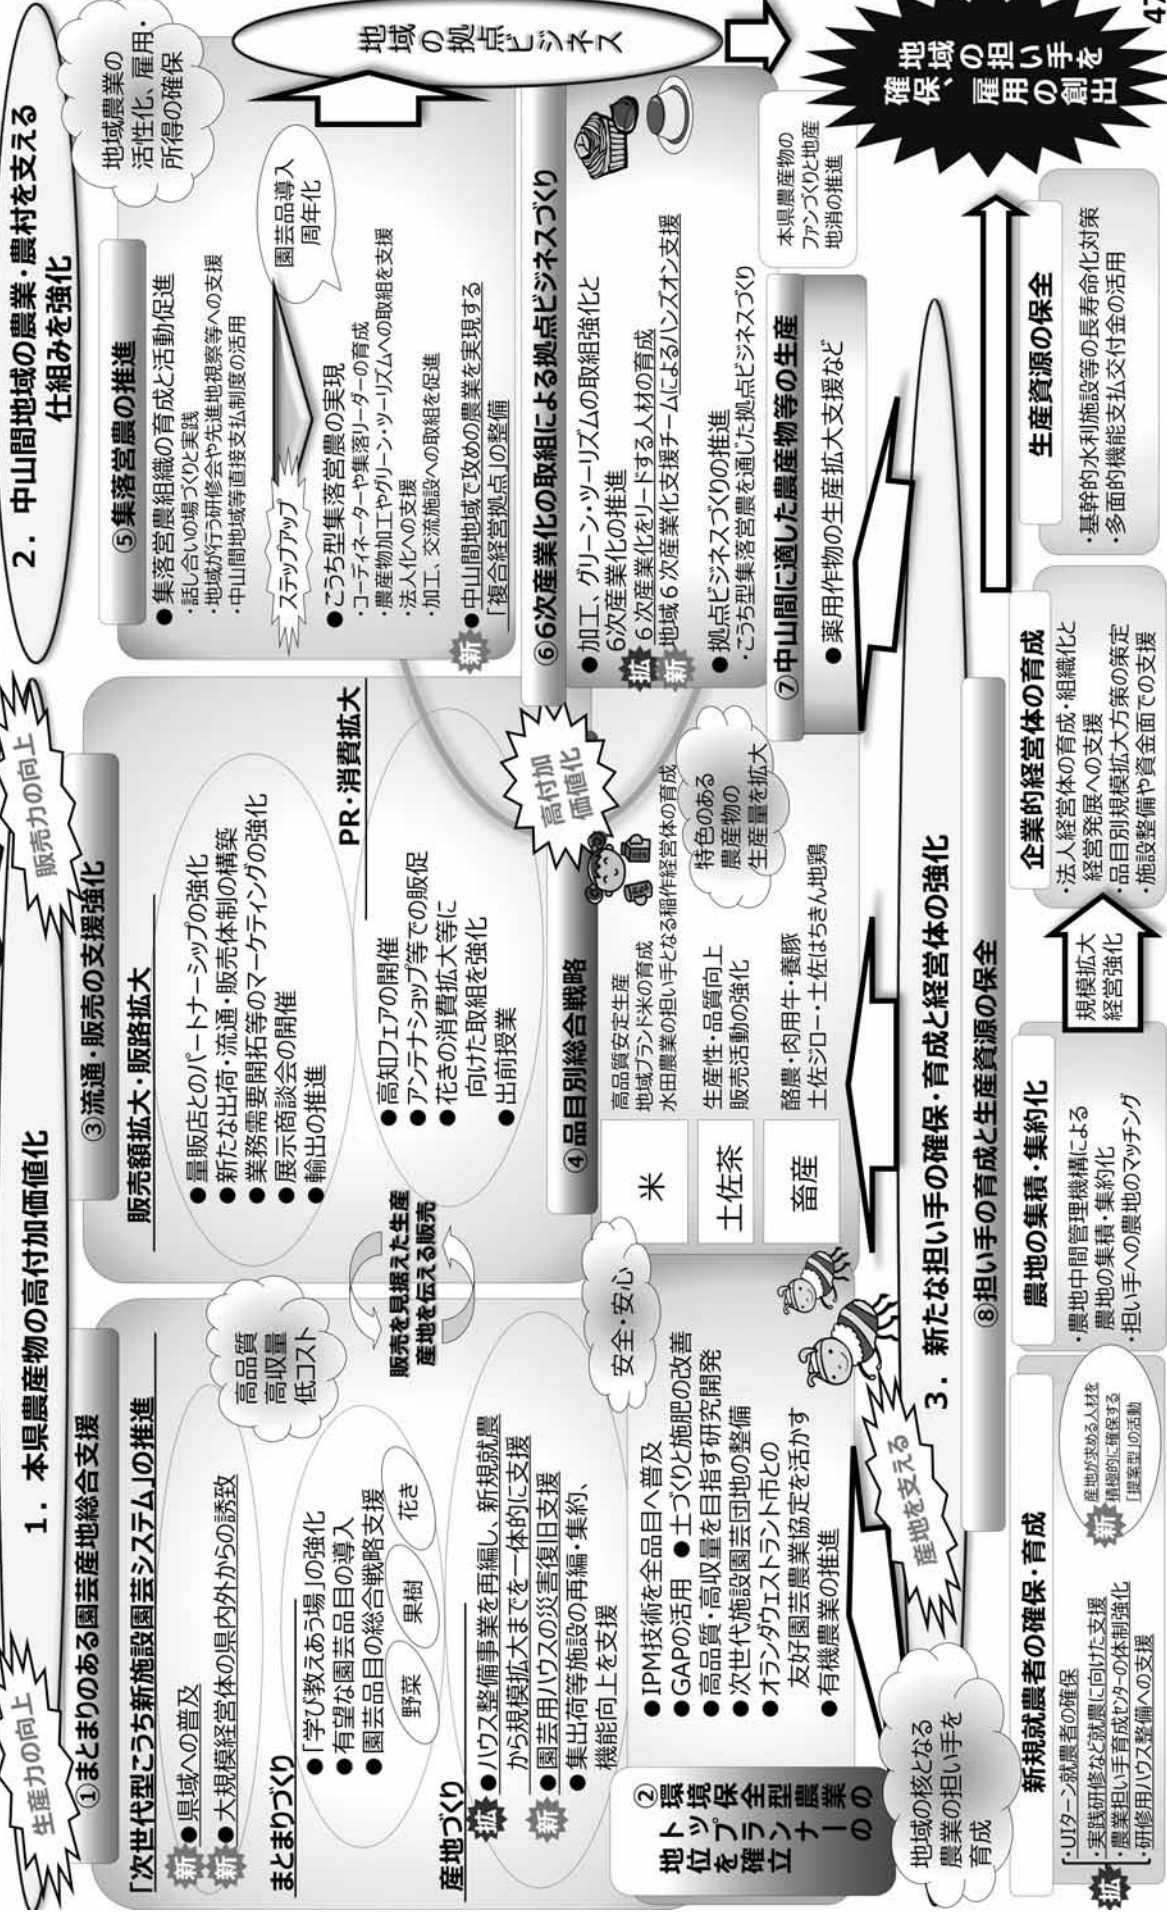 1. 本県農産物の高付加価値化
生産力の向上
①まとまりのある園芸産地総合支援
「次世代型こうち新施設園芸システム」の推進
新
●県域への普及
新
●大規模経営体の県内外からの誘致
高品質
高収量
低コスト
まとまりづくり
●「学び教えあう場」の強化
●有望な園芸品目の導入
●園芸品目の総合戦略支援
野菜
果樹
花き
産地づくり
拡
●ハウス整備事業を再編し、新規就農
から規模拡大までを一体的に支援
新
●園芸用ハウスの災害復旧支援
●集出荷等施設の再編・集約、
機能向上を支援
②環境保全型農業の
トップランナーの
地位を確立
●IPM技術を全品目へ普及
●GAPの活用 ●土づくりと施肥の改善
●高品質・高収量を目指す研究開発
●次世代施設園芸団地の整備
●オランダウェストラント市との
友好園芸農業協定を活かす
●有機農業の推進
安全・安心
販売を見据えた生産
産地を伝える販売
販売力の向上
③流通・販売の支援強化
販売額拡大・販路拡大
●量販店とのパートナーシップの強化
●新たな出荷・流通・販売体制の構築
●業務需要開拓等のマーケティングの強化
●展示商談会の開催
●輸出の推進
PR・消費拡大
●高知フェアの開催
●アンテナショップ等での販促
●花きの消費拡大等に
向けた取組を強化
●出前授業
高付加
価値化
④品目別総合戦略
米
高品質安定生産
地域ブランド米の育成
水田農業の担い手となる稲作経営体の育成
土佐茶
生産性・品質向上
販売活動の強化
畜産
酪農・肉用牛・養豚
土佐ジロー・土佐はちきん地鶏
特色のある
農産物の
生産量を拡大
2. 中山間地域の農業・農村を支える
仕組みを強化
地域農業の
活性化、雇用・
所得の確保
⑤集落営農の推進
●集落営農組織の育成と活動促進
・話し合いの場づくりと実践
・地域が行う研修会や先進地視察等への支援
・中山間地域等直接支払制度の活用
ステップアップ
園芸品導入
周年化
●こうち型集落営農の実現
・コーディネーターや集落リーダーの育成
・農産物加工やグリーン・ツーリズムへの取組を支援
・法人化への支援
・加工、交流施設への取組を促進
新
●中山間地域で攻めの農業を実現する
「複合経営拠点」の整備
⑥6次産業化の取組による拠点ビジネスづくり
●加工、グリーン・ツーリズムの取組強化と
6次産業化の推進
拡
6次産業化をリードする人材の育成
新
地域6次産業化支援チームによるハンズオン支援
●拠点ビジネスづくりの推進
・こうち型集落営農を通じた拠点ビジネスづくり
⑦中山間に適した農産物等の生産
●薬用作物の生産拡大支援など
本県農産物の
ファンづくりと地産
地消の推進
地域の拠点ビジネス
地域の担い手を
確保、雇用の創出
3. 新たな担い手の確保・育成と経営体の強化
産地を支える
地域の核となる
農業の担い手を
育成
⑧担い手の育成と生産資源の保全
新規就農者の確保・育成
・UIターン就農者の確保
拡
・実践研修など就農に向けた支援
・農業担い手育成センターの体制強化
・研修用ハウス整備への支援
新
産地が求める人材を
積極的に確保する
「提案型」の活動
農地の集積・集約化
・農地中間管理機構による
農地の集積・集約化
・担い手への農地のマッチング
規模拡大
経営強化
企業的経営体の育成
・法人経営体の育成・組織化と
経営発展への支援
・品目別規模拡大方策の策定
・施設整備や資金面での支援
生産資源の保全
・基幹的水利施設等の長寿命化対策
・多面的機能支払交付金の活用
47